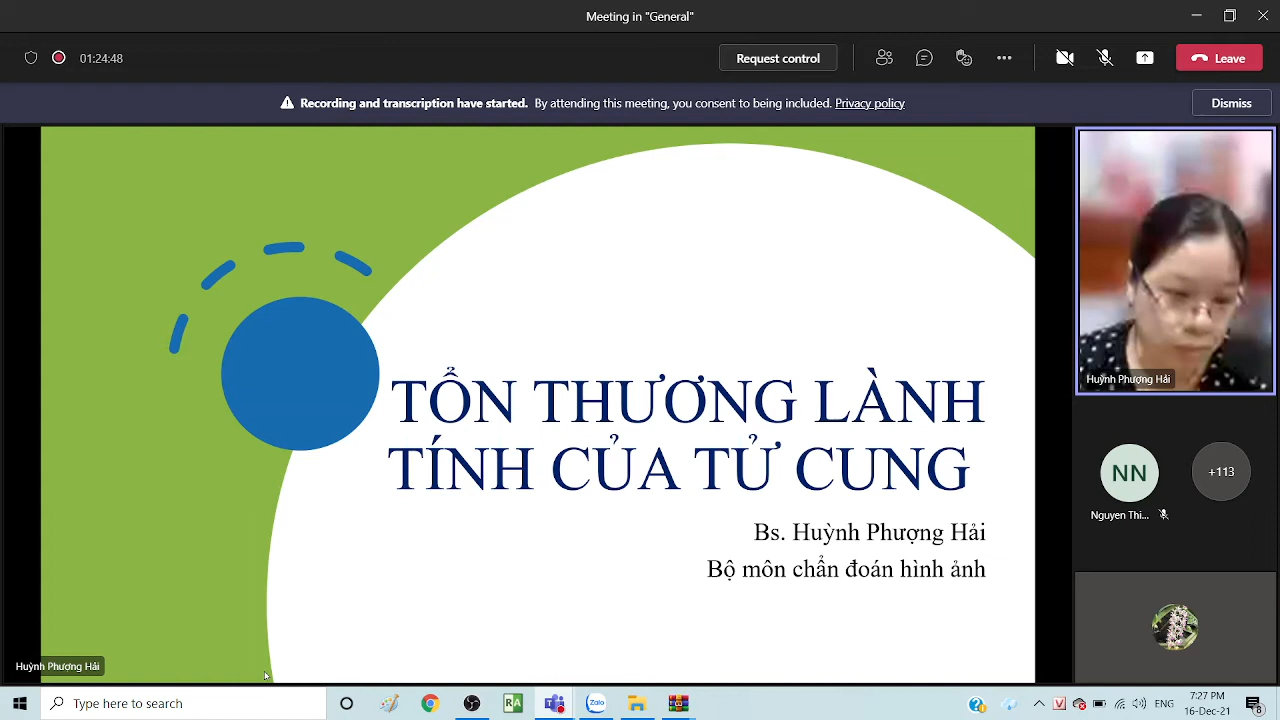 Meeting in "General"
01:24:48
Request control
Leave
Recording and transcription have started. By attending this meeting, you consent to being included. Privacy policy
Dismiss
TỔN THƯƠNG LÀNH
TÍNH CỦA TỬ CUNG
Bs. Huỳnh Phượng Hải
Bộ môn chẩn đoán hình ảnh
Huỳnh Phượng Hải
NN
+113
Nguyen Thi...
Huỳnh Phượng Hải
Type here to search
RA
Zalo
V
ENG
7:27 PM
16-Dec-21
8